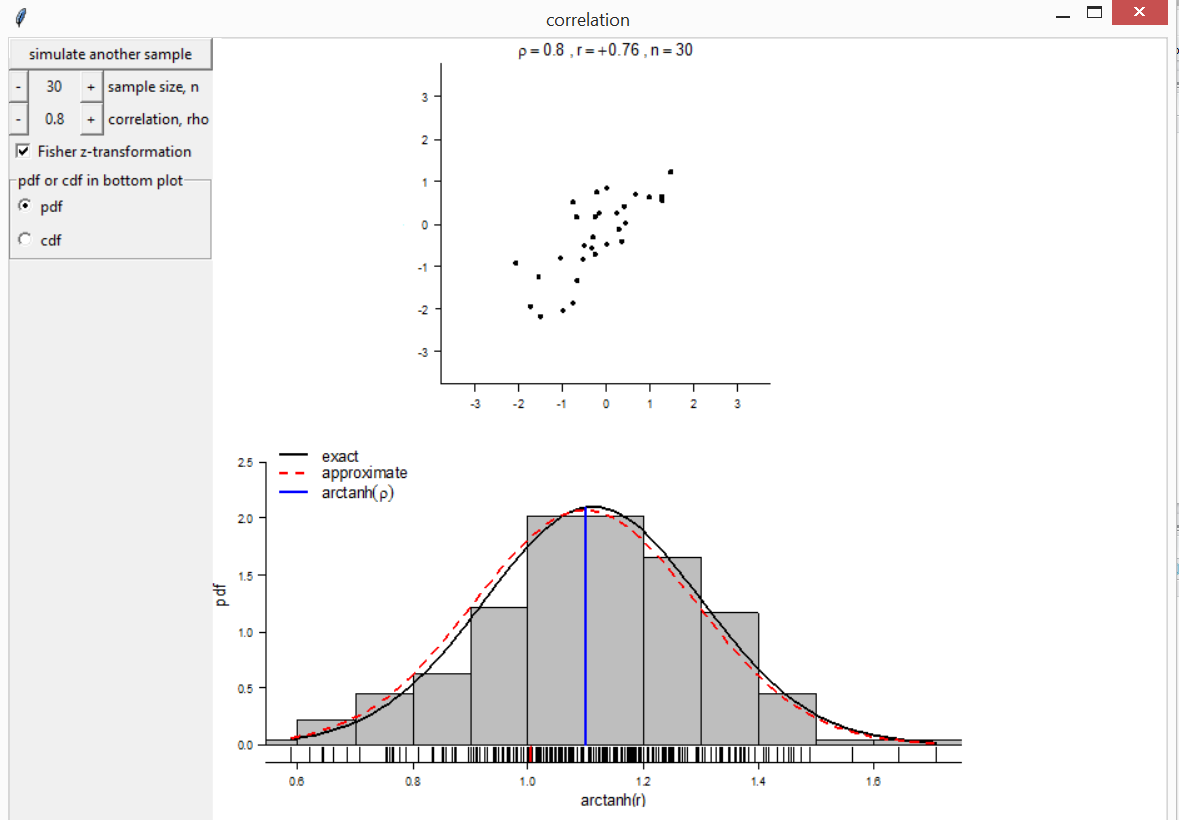 correlation
simulate another sample
- 30 + sample size, n
- 0.8 + correlation, rho
Fisher z-transformation
pdf or cdf in bottom plot
pdf
cdf
ρ = 0.8 , r = +0.76 , n = 30
3
2
1
0
-1
-2
-3
-3 -2 -1 0 1 2 3
exact
approximate
arctanh(ρ)
2.5
2.0
1.5
1.0
0.5
0.0
pdf
0.6 0.8 1.0 1.2 1.4 1.6
arctanh(r)